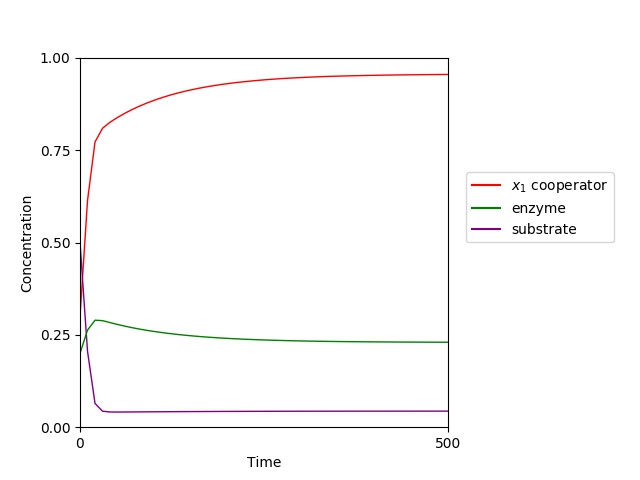 1.00
0.75
0.50
0.25
0.00
Concentration
0
500
Time
x₁ cooperator
enzyme
substrate